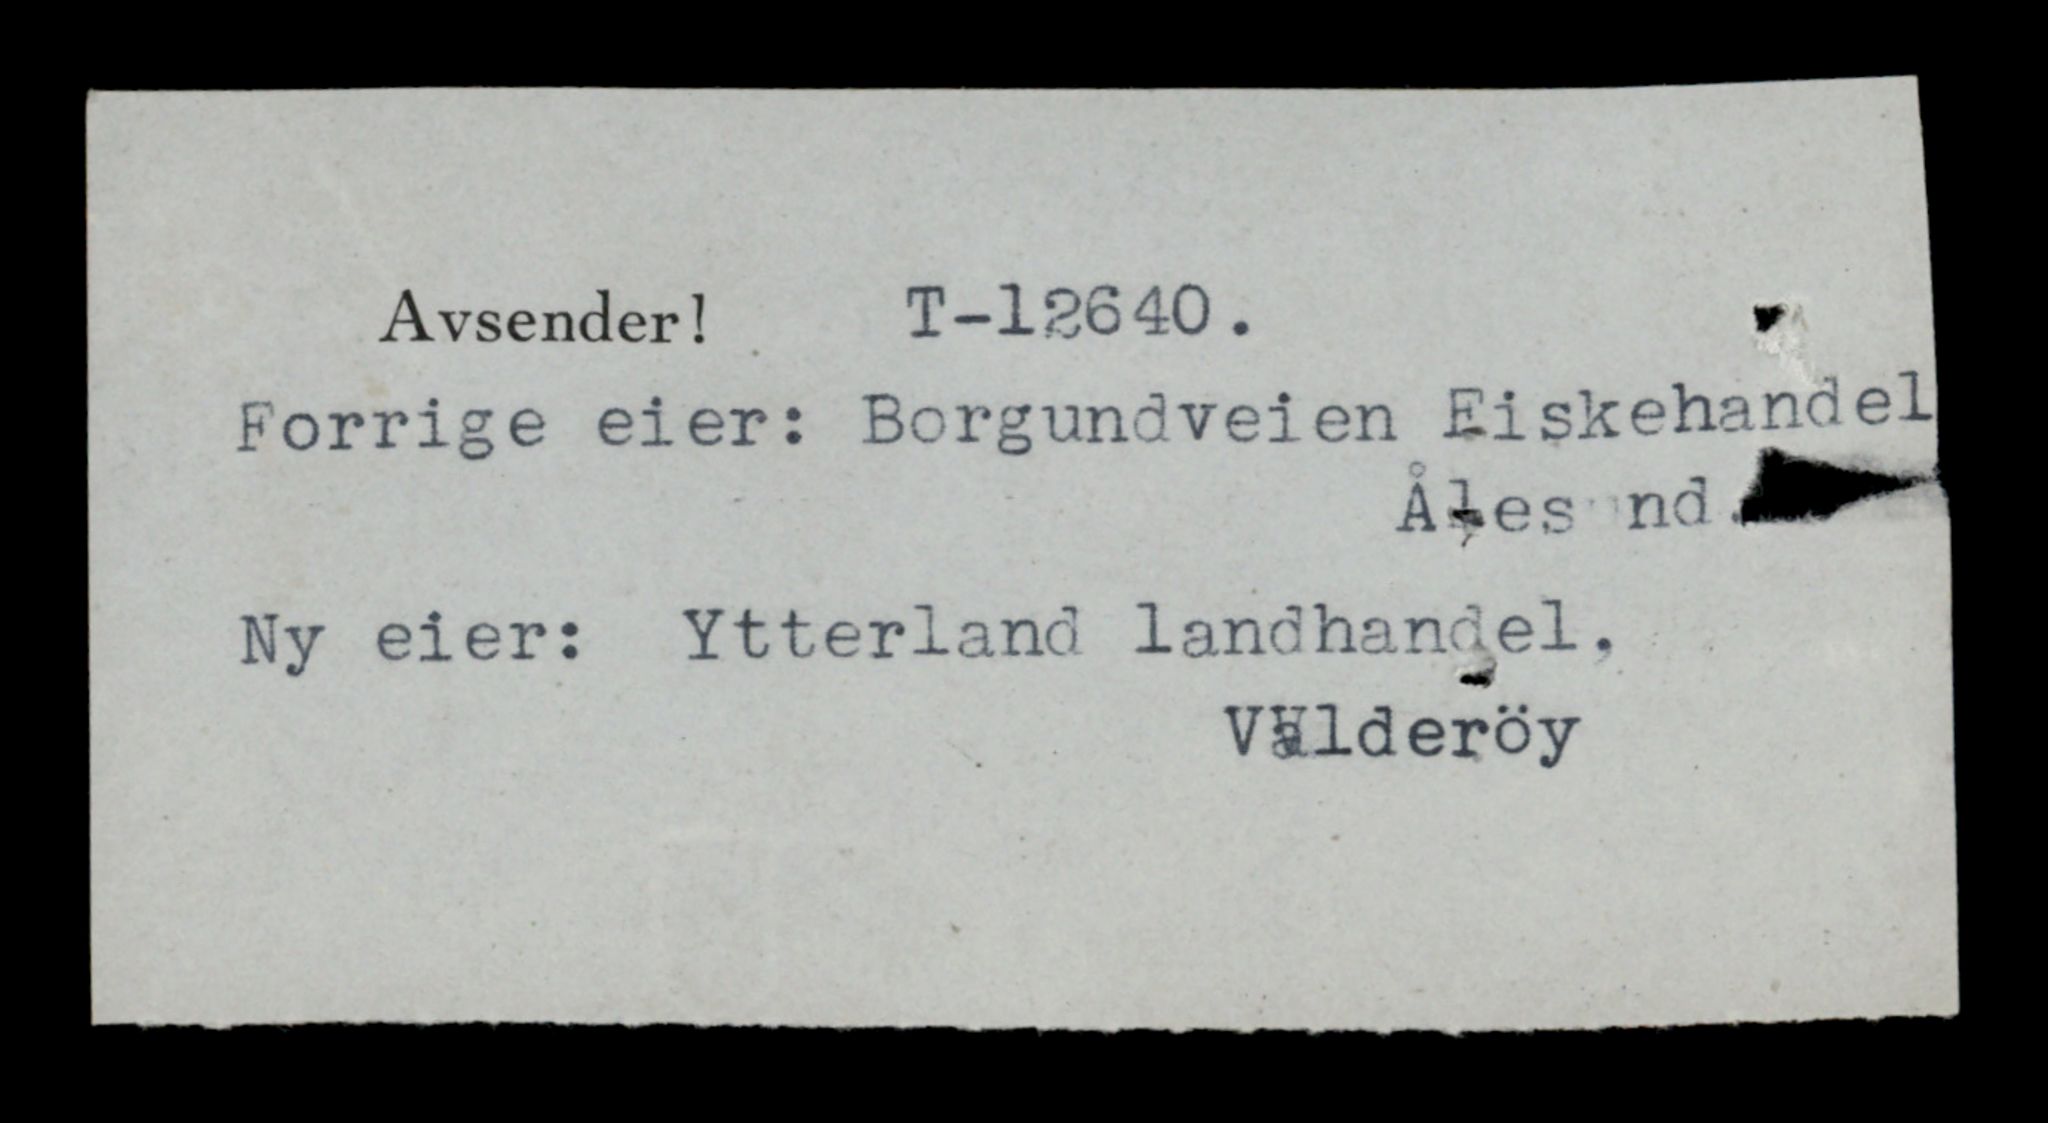 Avsender! T-12640.
Forrige eier: Borgundveien Fiskehandel
Ålesund.
Ny eier: Ytterland landhandel.
Valderöy